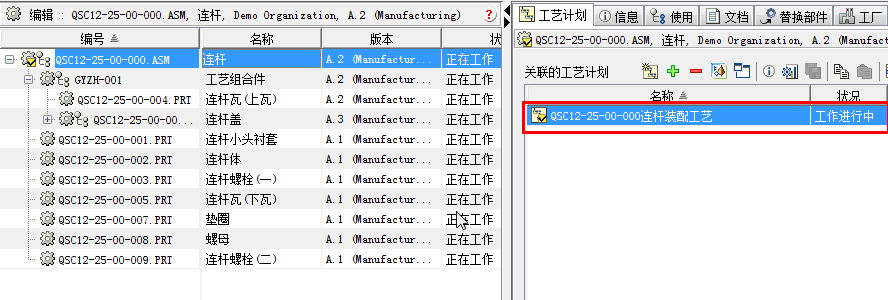 编辑 : QSC12-25-00-000.ASM, 连杆, Demo Organization, A.2 (Manufacturing)
编号 名称 版本 状
QSC12-25-00-000.ASM 连杆 A.2 (Manufactur... 正在工作
GYZH-001 工艺组合件 A.2 (Manufactur... 正在工作
QSC12-25-00-004.PRT 连杆瓦(上瓦) A.2 (Manufactur... 正在工作
QSC12-25-00-00... 连杆盖 A.3 (Manufactur... 正在工作
QSC12-25-00-001.PRT 连杆小头衬套 A.1 (Manufactur... 正在工作
QSC12-25-00-002.PRT 连杆体 A.1 (Manufactur... 正在工作
QSC12-25-00-003.PRT 连杆螺栓(一) A.1 (Manufactur... 正在工作
QSC12-25-00-005.PRT 连杆瓦(下瓦) A.1 (Manufactur... 正在工作
QSC12-25-00-007.PRT 垫圈 A.1 (Manufactur... 正在工作
QSC12-25-00-008.PRT 螺母 A.1 (Manufactur... 正在工作
QSC12-25-00-009.PRT 连杆螺栓(二) A.1 (Manufactur... 正在工作
工艺计划 信息 使用 文档 替换部件 工厂
QSC12-25-00-000.ASM, 连杆, Demo Organization, A.2 (Manufact
关联的工艺计划
名称 状况
QSC12-25-00-000连杆装配工艺 工作进行中